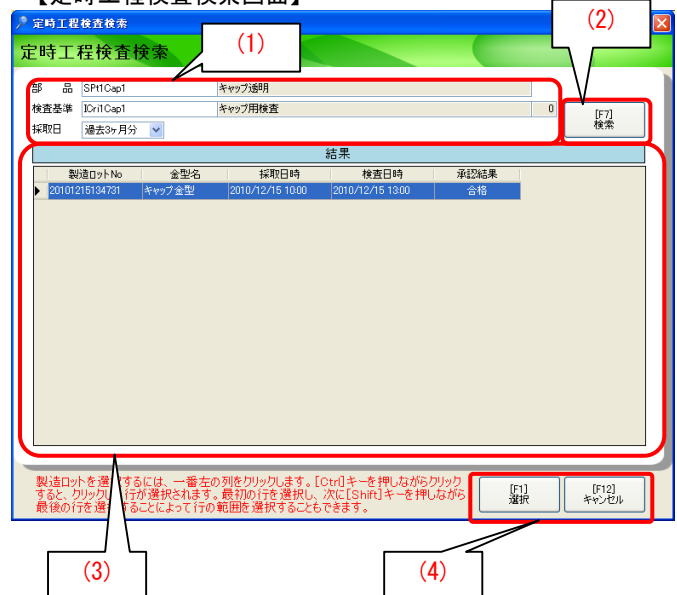 【定時工程検査検索画面】
定時工程検査検索
(2)
定時工程検査検索
(1)
部　品 SPt1Cap1 キャップ透明
検査基準 ICri1Cap1 キャップ用検査 0
採取日 過去3ヶ月分
[F7]
検索
結果
製造ロットNo 金型名 採取日時 検査日時 承認結果
20101215134731 キャップ金型 2010/12/15 10:00 2010/12/15 13:00 合格
製造ロットを選択するには、一番左の列をクリックします。[Ctrl]キーを押しながらクリック
すると、クリックした行が選択されます。最初の行を選択し、次に[Shift]キーを押しながら
最後の行を選択することによって行の範囲を選択することもできます。
[F1]
選択
[F12]
キャンセル
(3)
(4)